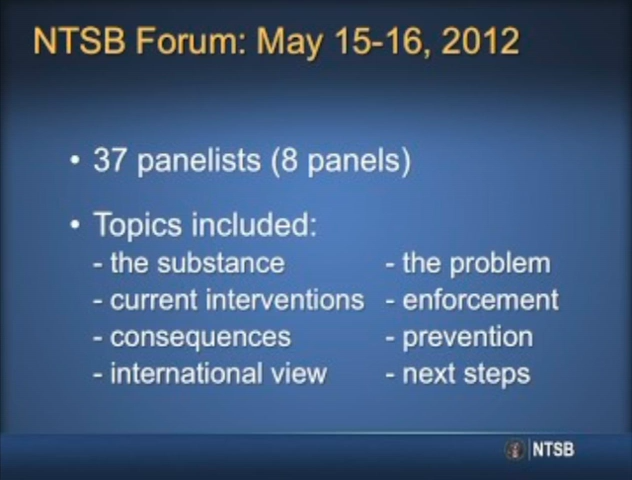 NTSB Forum: May 15-16, 2012
• 37 panelists (8 panels)
• Topics included:
- the substance - the problem
- current interventions - enforcement
- consequences - prevention
- international view - next steps
NTSB